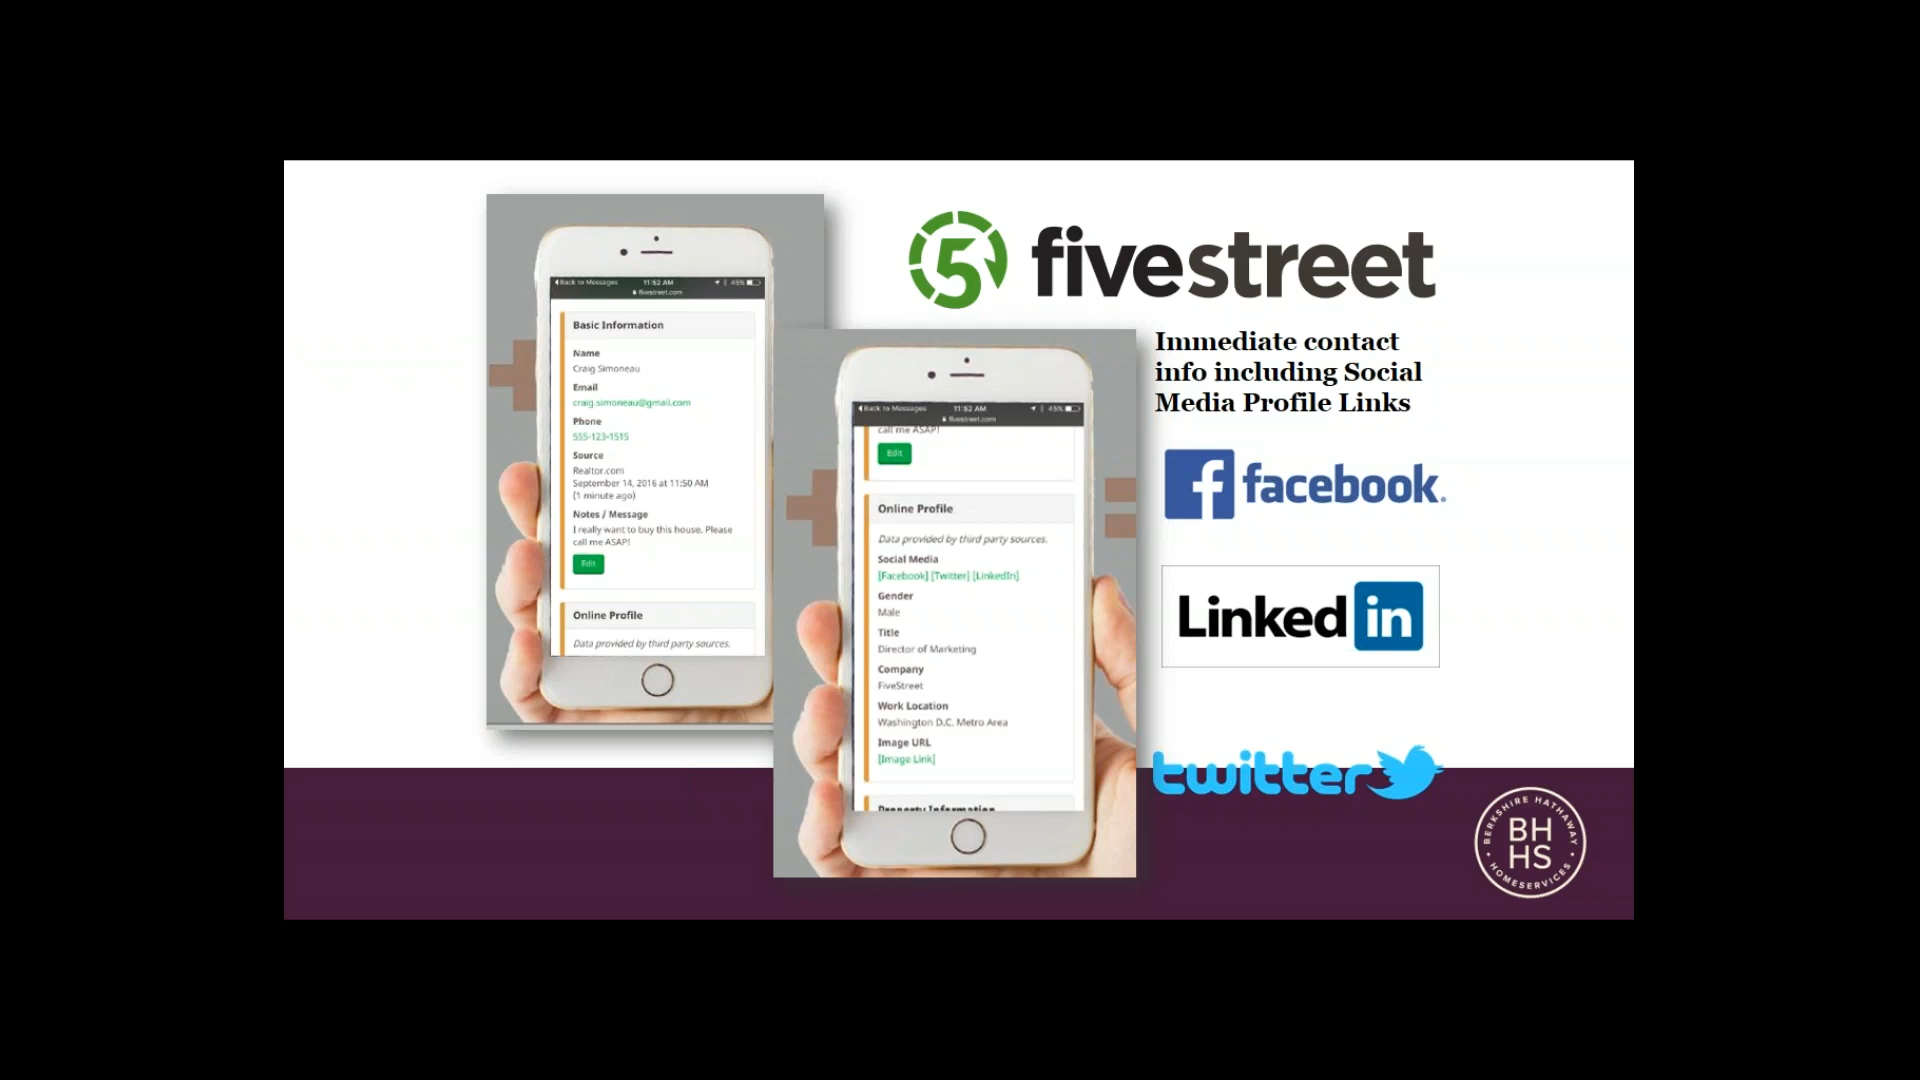 Back to Messages 11:52 AM 45%
fivestreet.com
Basic Information
Name
Craig Simoneau
Email
craig.simoneau@gmail.com
Phone
555-123-1515
Source
Realtor.com
September 14, 2016 at 11:50 AM
(1 minute ago)
Notes / Message
I really want to buy this house. Please
call me ASAP!
Edit
Online Profile
Data provided by third party sources.
Back to Messages 11:52 AM 45%
fivestreet.com
call me ASAP!
Edit
Online Profile
Data provided by third party sources.
Social Media
[Facebook] [Twitter] [LinkedIn]
Gender
Male
Title
Director of Marketing
Company
FiveStreet
Work Location
Washington D.C. Metro Area
Image URL
[Image Link]
Property Information
5 fivestreet
Immediate contact
info including Social
Media Profile Links
f facebook.
Linked in
twitter
BERKSHIRE HATHAWAY
BH
HS
HOMESERVICES